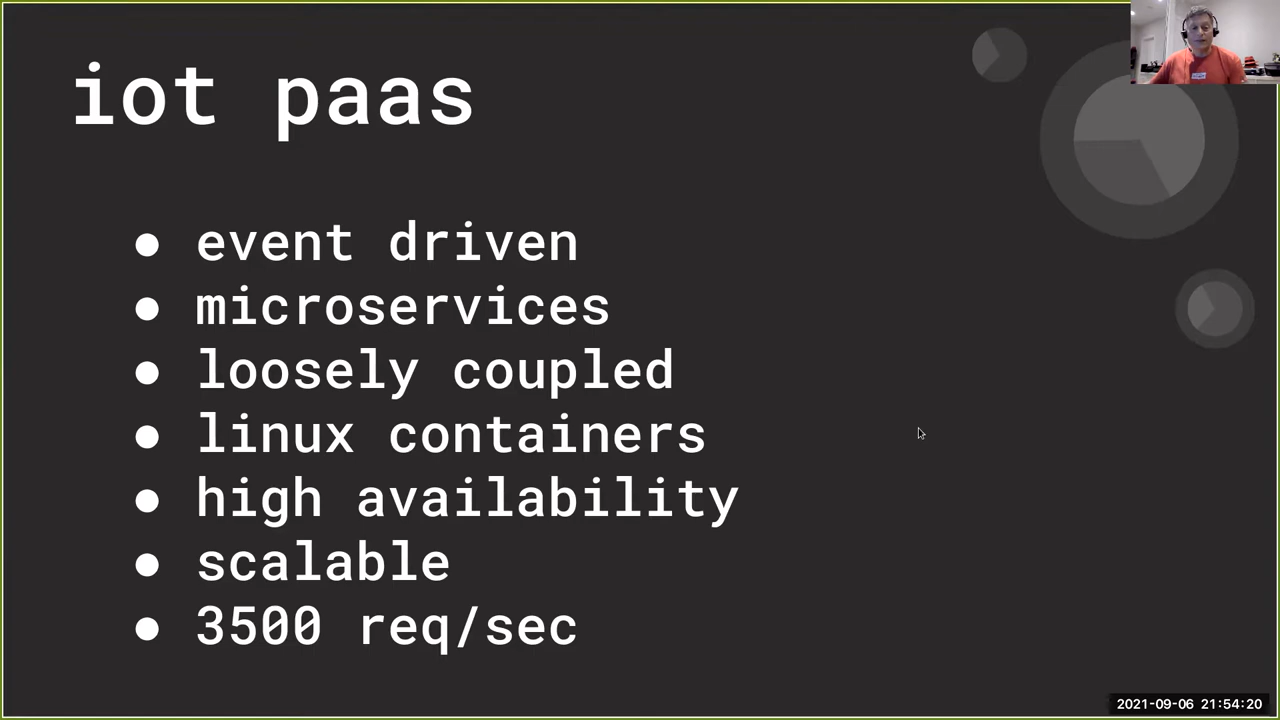 iot paas
● event driven
● microservices
● loosely coupled
● linux containers
● high availability
● scalable
● 3500 req/sec
2021-09-06 21:54:20